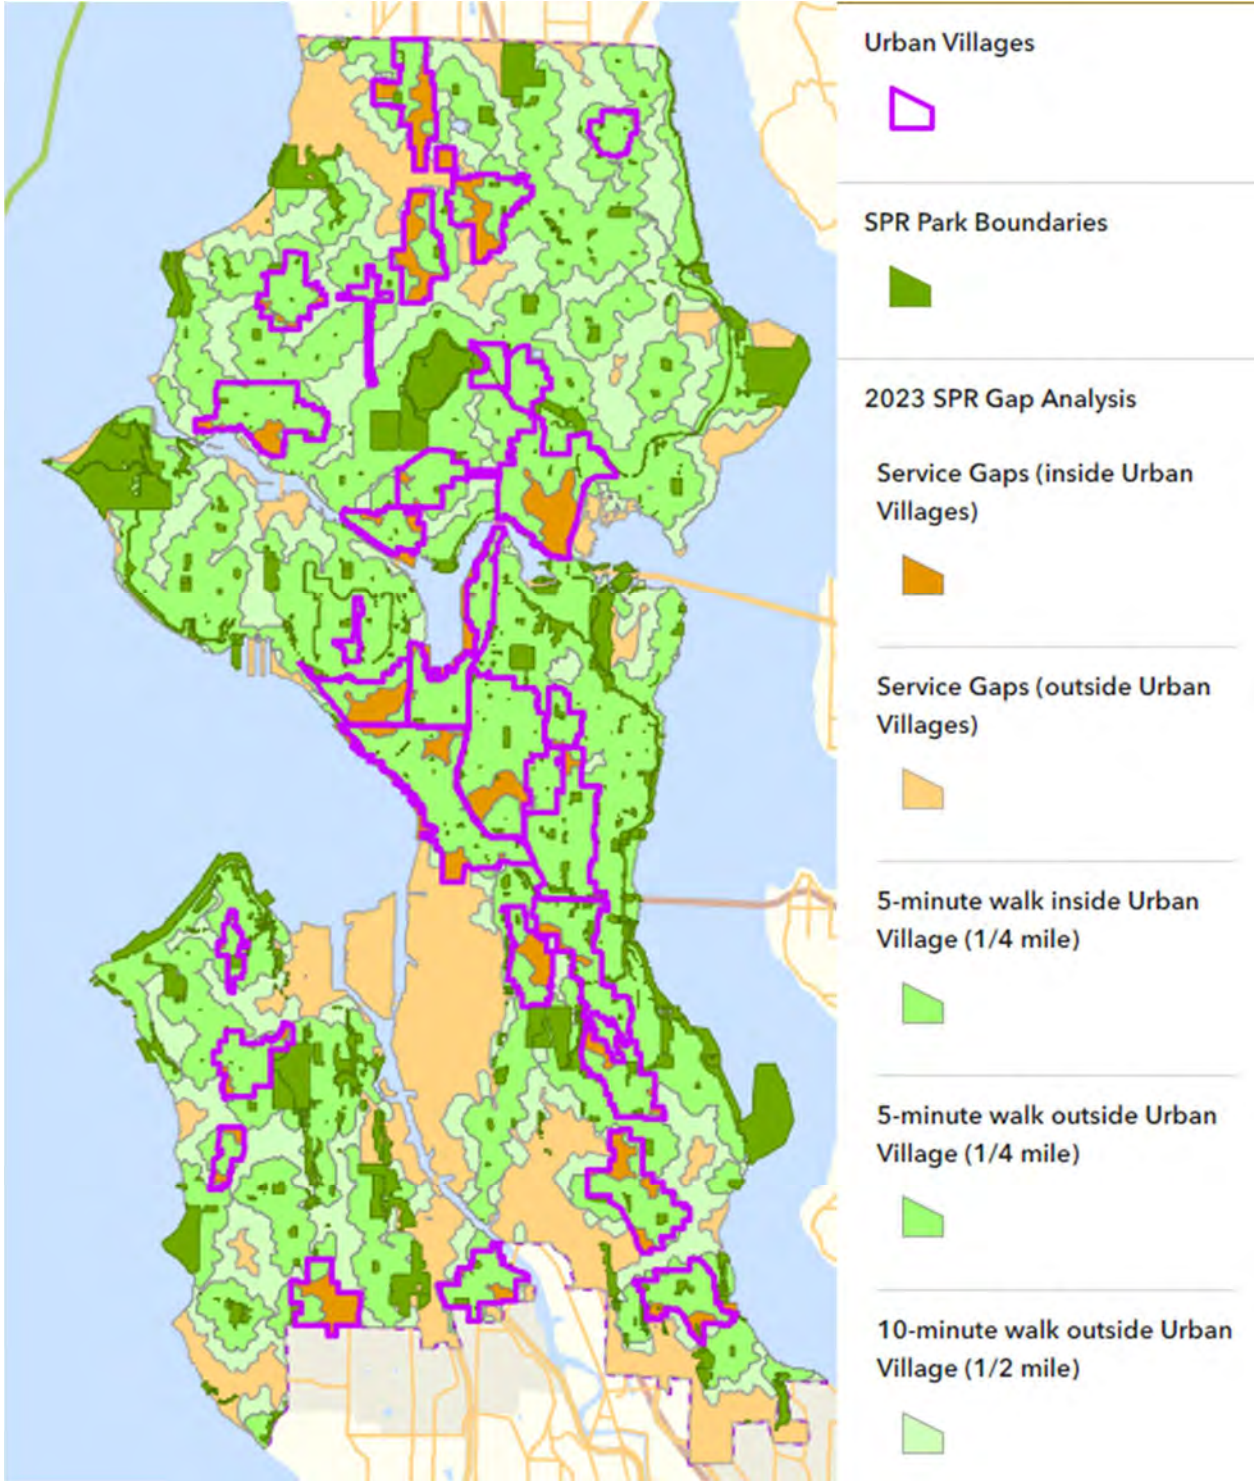 Urban Villages
SPR Park Boundaries
2023 SPR Gap Analysis
Service Gaps (inside Urban
Villages)
Service Gaps (outside Urban
Villages)
5-minute walk inside Urban
Village (1/4 mile)
5-minute walk outside Urban
Village (1/4 mile)
10-minute walk outside Urban
Village (1/2 mile)